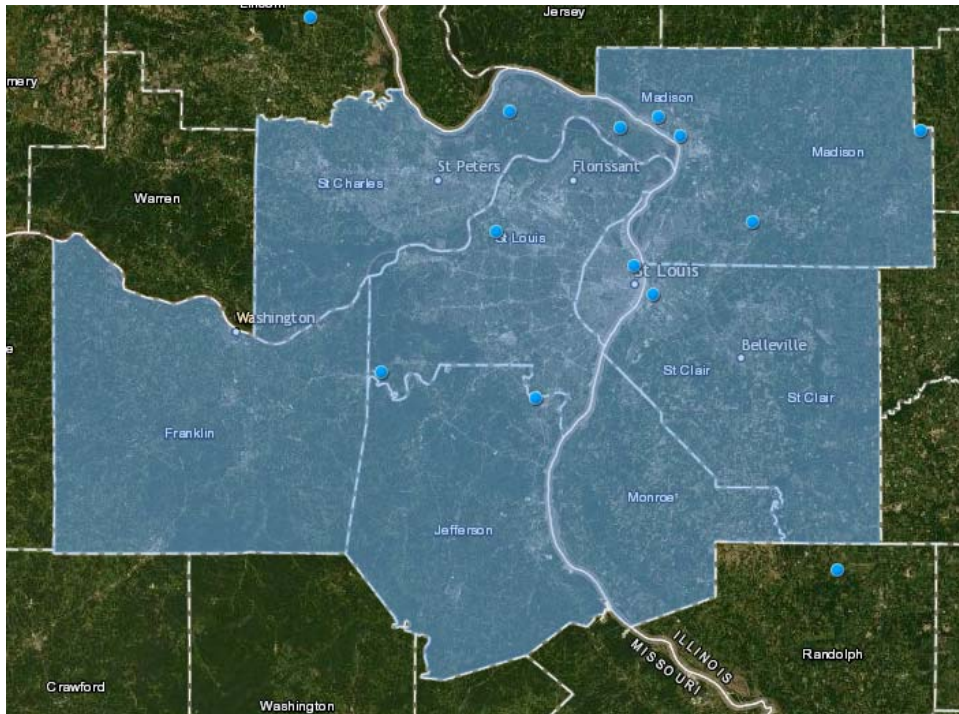 Lincoln
Jersey
mery
Madison
Madison
St Peters
Florissant
St Charles
Warren
St Louis
St Louis
Washington
Belleville
e
St Clair
St Clair
Franklin
Monroe
Jefferson
ILLINOIS
MISSOURI
Randolph
Crawford
Washington